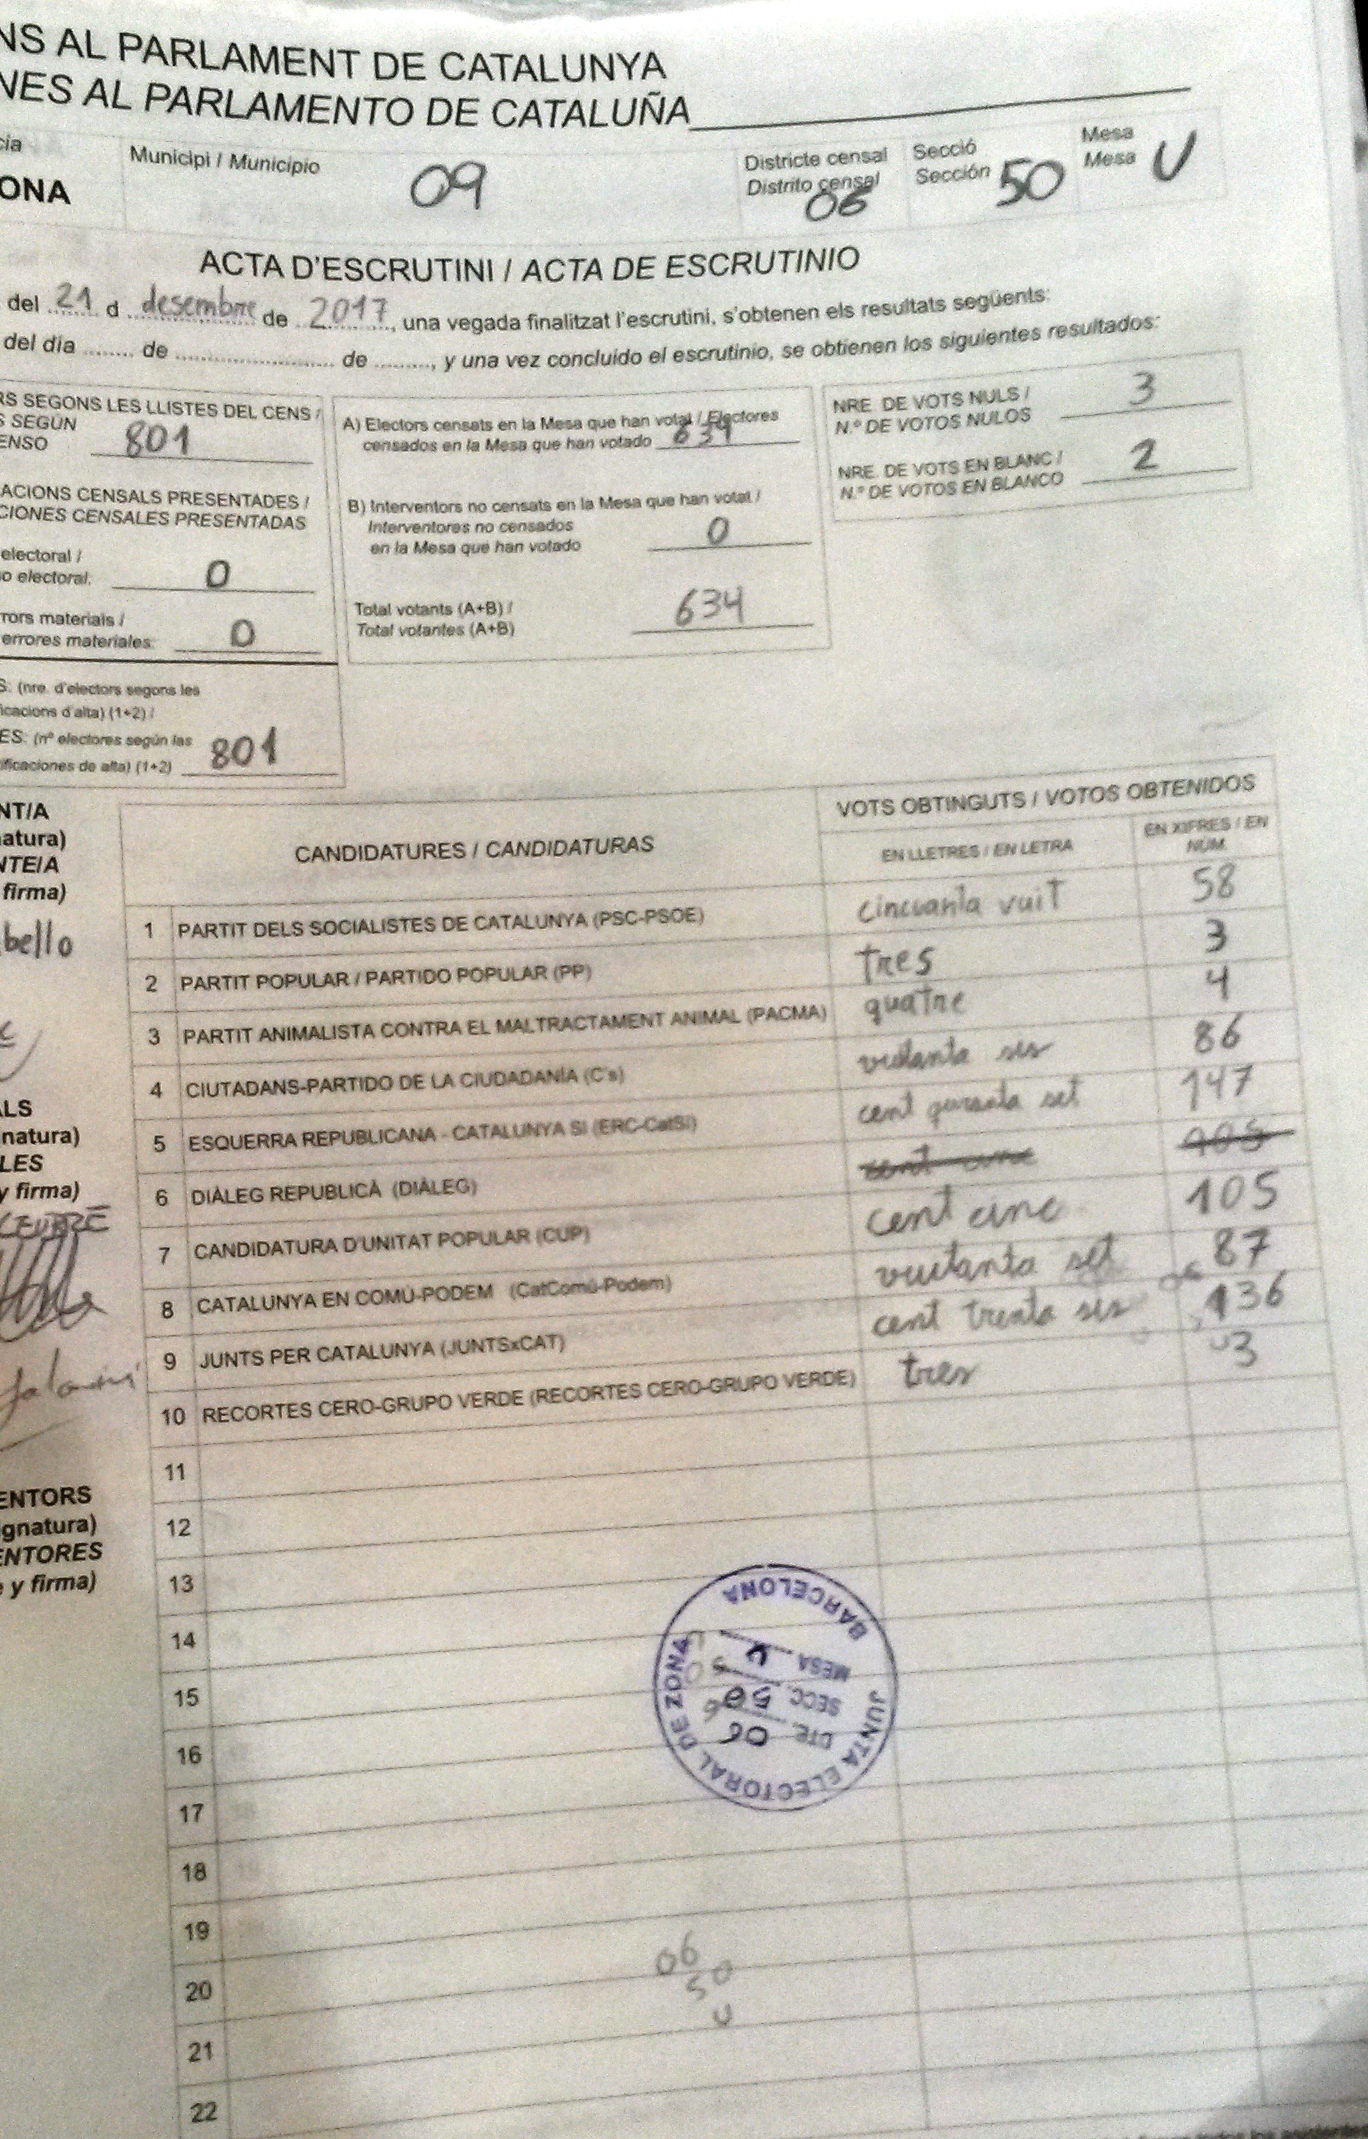 NS AL PARLAMENT DE CATALUNYA
NES AL PARLAMENTO DE CATALUÑA
cia
ONA
Municipi / Municipio 09
Districte censal
Distrito censal 06
Secció
Sección 50
Mesa
Mesa U
ACTA D'ESCRUTINI / ACTA DE ESCRUTINIO
del 21 d desembre de 2017, una vegada finalitzat l'escrutini, s'obtenen els resultats següents:
del día ........ de ........................ de ........, y una vez concluido el escrutinio, se obtienen los siguientes resultados:
RS SEGONS LES LLISTES DEL CENS /
S SEGÚN
ENSO 801
ACIONS CENSALS PRESENTADES /
CIONES CENSALES PRESENTADAS
electoral /
o electoral: 0
rrors materials /
errores materiales: 0
S: (nre. d'electors segons les
icacions d'alta) (1+2) /
ES: (nº electores según las
ificaciones de alta) (1+2) 801
A) Electors censats en la Mesa que han votat / Electores
censados en la Mesa que han votado 634
B) Interventors no censats en la Mesa que han votat /
Interventores no censados
en la Mesa que han votado 0
Total votants (A+B) /
Total votantes (A+B) 634
NRE. DE VOTS NULS /
N.º DE VOTOS NULOS 3
NRE. DE VOTS EN BLANC /
N.º DE VOTOS EN BLANCO 2
NT/A
natura)
NTE/A
firma)
bello
ALS
natura)
LES
y firma)
ENTORS
ignatura)
ENTORES
e y firma)
CANDIDATURES / CANDIDATURAS
VOTS OBTINGUTS / VOTOS OBTENIDOS
EN LLETRES / EN LETRA
EN XIFRES / EN
NÚM.
1 PARTIT DELS SOCIALISTES DE CATALUNYA (PSC-PSOE) cincuanta vuit 58
2 PARTIT POPULAR / PARTIDO POPULAR (PP) tres 3
3 PARTIT ANIMALISTA CONTRA EL MALTRACTAMENT ANIMAL (PACMA) quatre 4
4 CIUTADANS-PARTIDO DE LA CIUDADANÍA (C's) vuitanta sis 86
5 ESQUERRA REPUBLICANA - CATALUNYA SÍ (ERC-CatSí) cent quranta set 147
6 DIÀLEG REPUBLICÀ (DIÀLEG) cent cinc 105
7 CANDIDATURA D'UNITAT POPULAR (CUP) cent cinc 105
8 CATALUNYA EN COMÚ-PODEM (CatComú-Podem) vuitanta set 87
9 JUNTS PER CATALUNYA (JUNTSxCAT) cent trenta sis 136
10 RECORTES CERO-GRUPO VERDE (RECORTES CERO-GRUPO VERDE) tres 3
11
12
13
14
15
16
17
18
19
20
21
22
JUNTA ELECTORAL DE ZONA
BARCELONA
DTE. 06
SECC. 50
MESA U
06
50
U